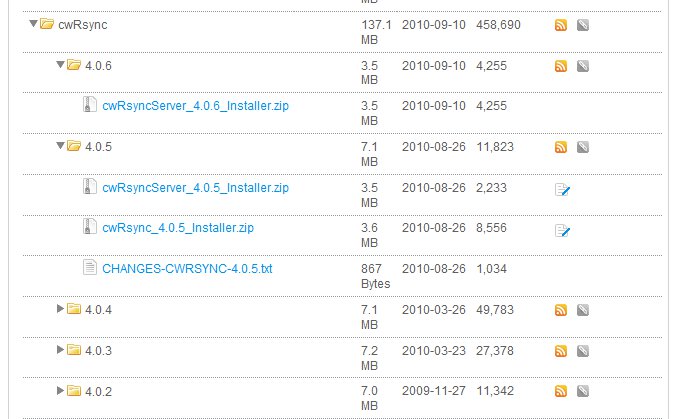 MB
cwRsync 137.1 MB 2010-09-10 458,690
4.0.6 3.5 MB 2010-09-10 4,255
cwRsyncServer_4.0.6_Installer.zip 3.5 MB 2010-09-10 4,255
4.0.5 7.1 MB 2010-08-26 11,823
cwRsyncServer_4.0.5_Installer.zip 3.5 MB 2010-08-26 2,233
cwRsync_4.0.5_Installer.zip 3.6 MB 2010-08-26 8,556
CHANGES-CWRSYNC-4.0.5.txt 867 Bytes 2010-08-26 1,034
4.0.4 7.1 MB 2010-03-26 49,783
4.0.3 7.2 MB 2010-03-23 27,378
4.0.2 7.0 MB 2009-11-27 11,342